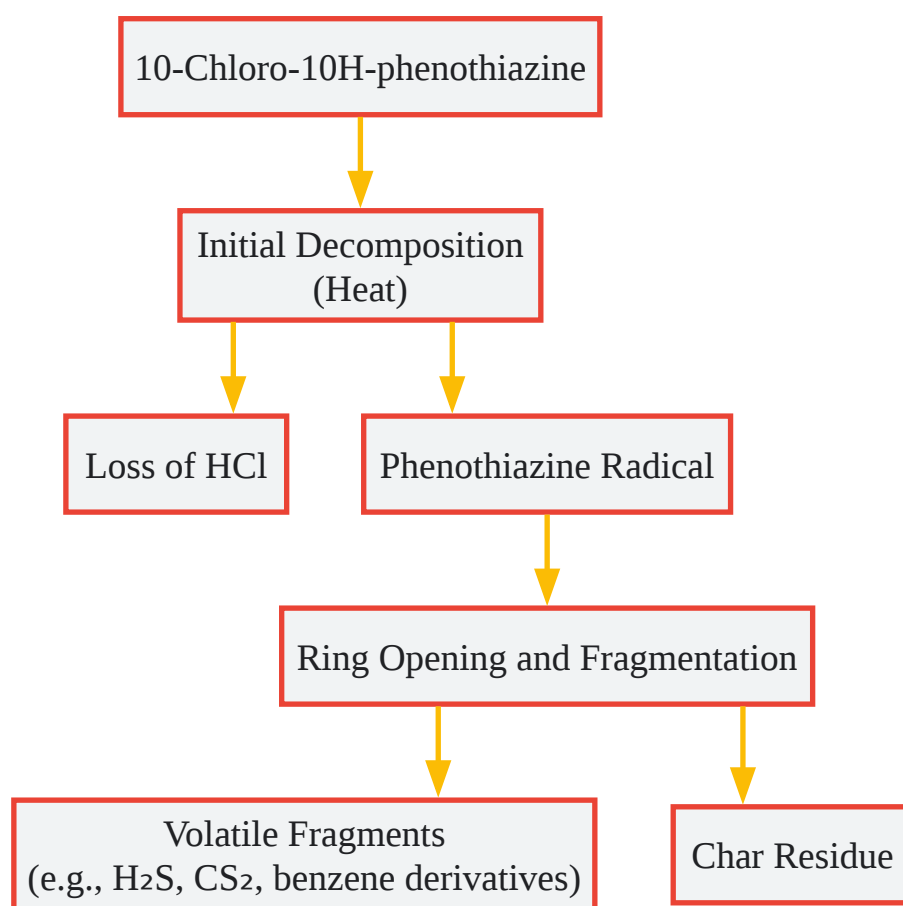 10-Chloro-10H-phenothiazine
Initial Decomposition
(Heat)
Loss of HCl
Phenothiazine Radical
Ring Opening and Fragmentation
Volatile Fragments
(e.g., H₂S, CS₂, benzene derivatives)
Char Residue